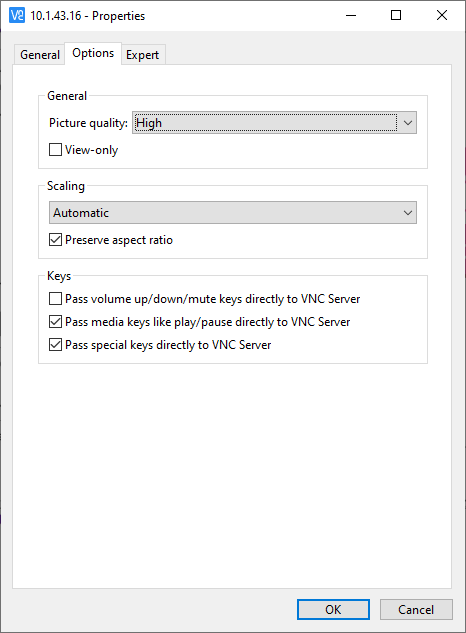 10.1.43.16 - Properties
General Options Expert
General
Picture quality: High
View-only
Scaling
Automatic
Preserve aspect ratio
Keys
Pass volume up/down/mute keys directly to VNC Server
Pass media keys like play/pause directly to VNC Server
Pass special keys directly to VNC Server
OK Cancel